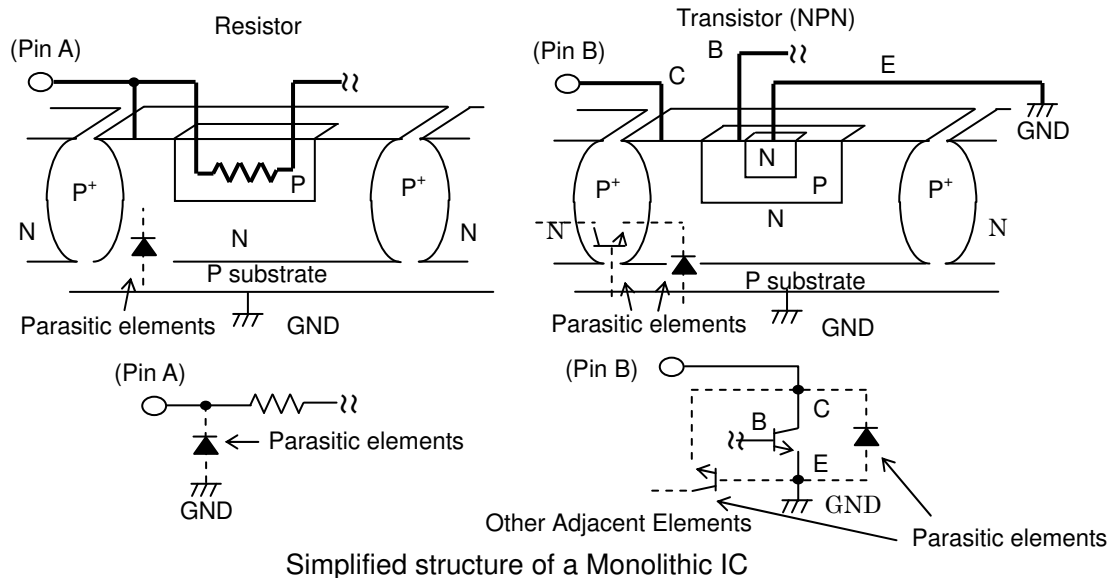 Resistor
(Pin A)
P⁺
P
P⁺
N
N
N
P substrate
Parasitic elements
GND
Transistor (NPN)
(Pin B)
C
B
E
GND
P⁺
N
P
P⁺
N
N
N
P substrate
Parasitic elements
GND
(Pin A)
Parasitic elements
GND
(Pin B)
C
B
E
GND
Other Adjacent Elements
Parasitic elements
Simplified structure of a Monolithic IC